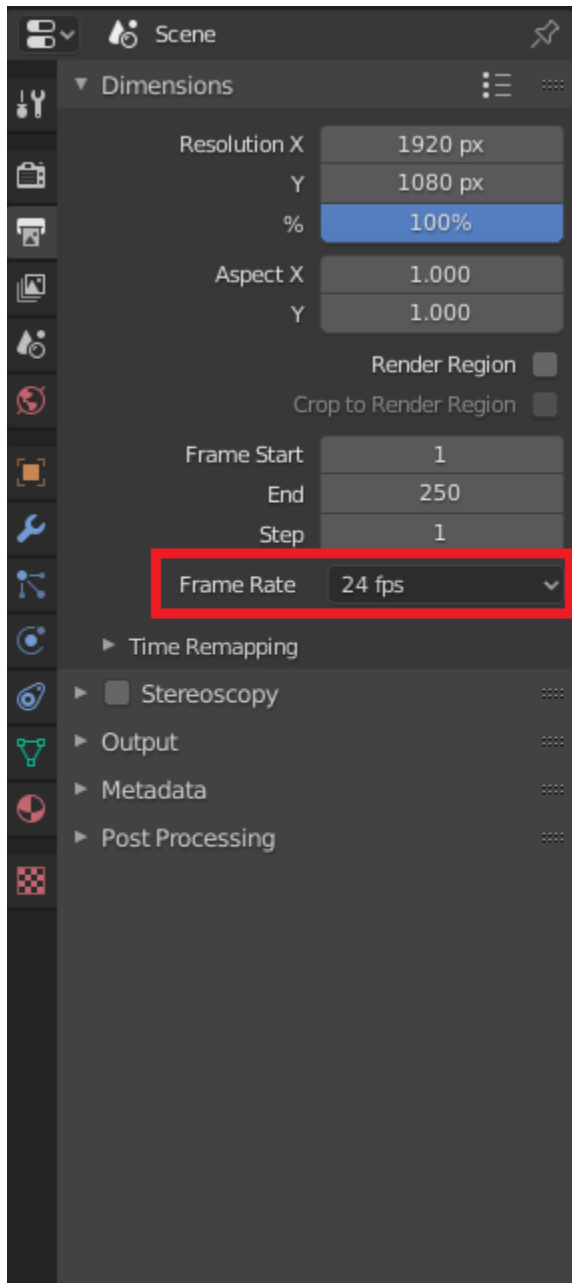 Scene
Dimensions
Resolution X 1920 px
Y 1080 px
% 100%
Aspect X 1.000
Y 1.000
Render Region
Crop to Render Region
Frame Start 1
End 250
Step 1
Frame Rate 24 fps
Time Remapping
Stereoscopy
Output
Metadata
Post Processing